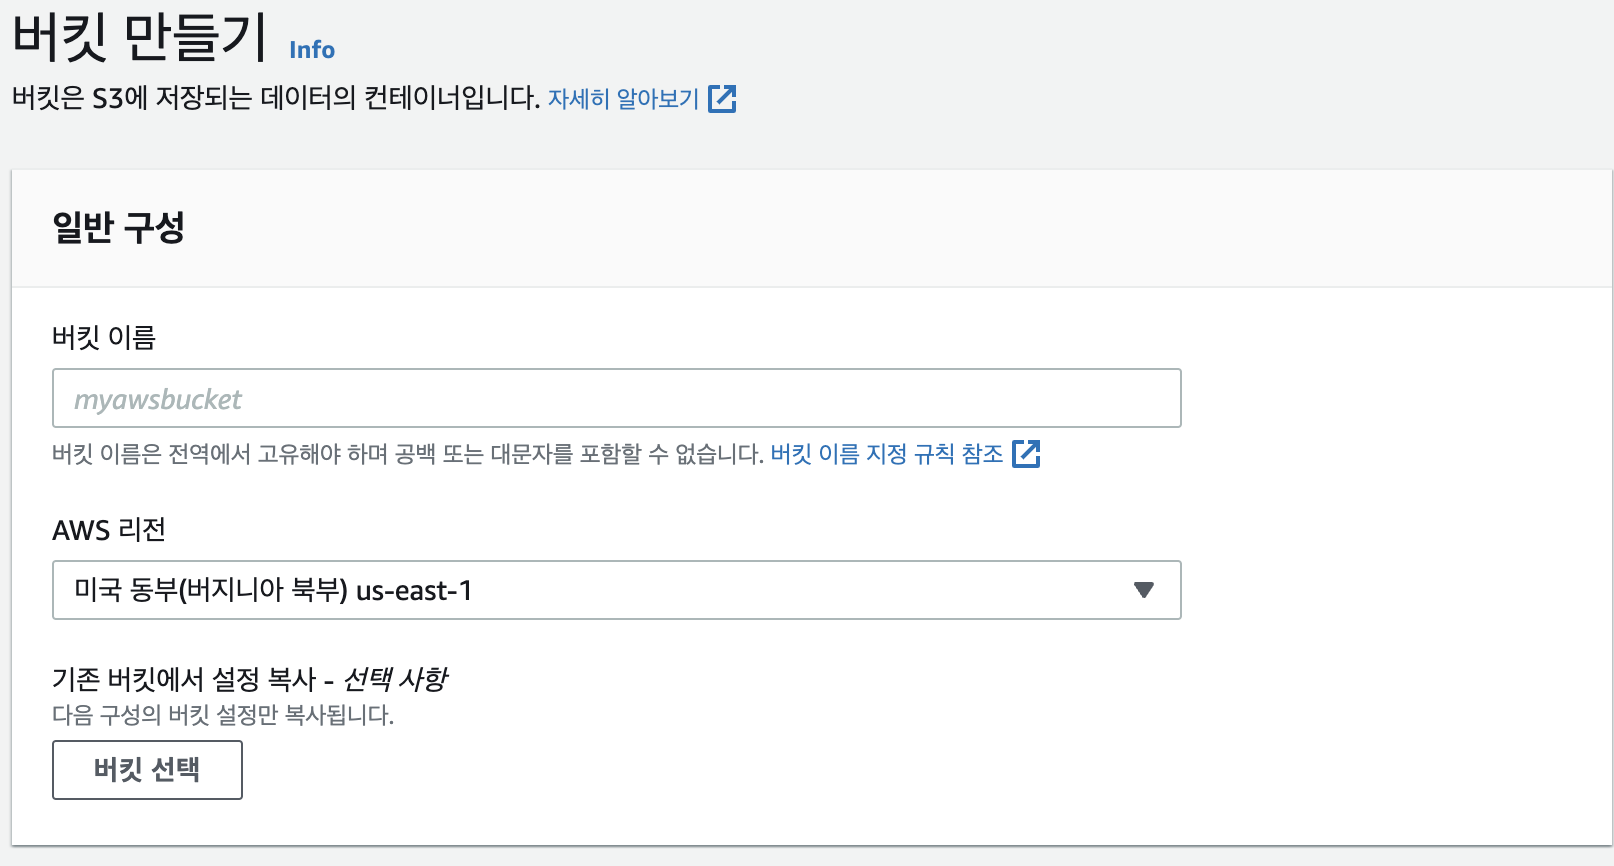 버킷 만들기 Info
버킷은 S3에 저장되는 데이터의 컨테이너입니다. 자세히 알아보기
일반 구성
버킷 이름
myawsbucket
버킷 이름은 전역에서 고유해야 하며 공백 또는 대문자를 포함할 수 없습니다. 버킷 이름 지정 규칙 참조
AWS 리전
미국 동부(버지니아 북부) us-east-1
기존 버킷에서 설정 복사 - 선택 사항
다음 구성의 버킷 설정만 복사됩니다.
버킷 선택